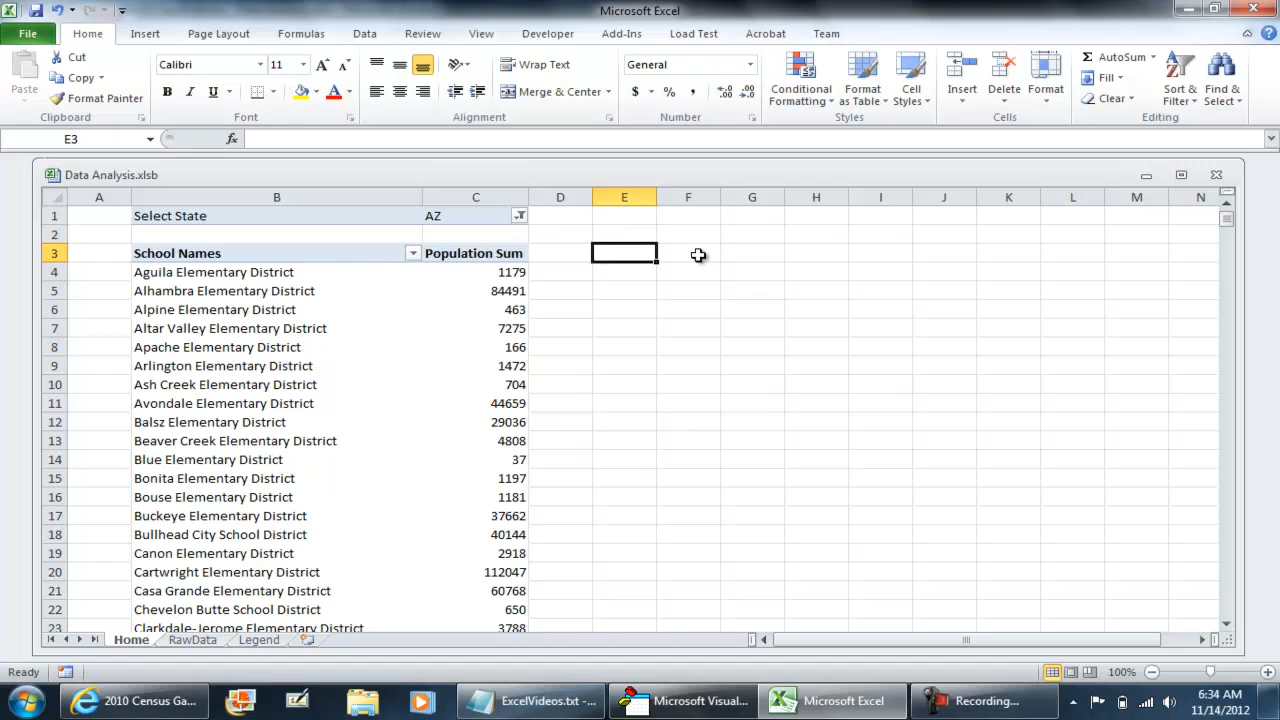 Microsoft Excel
File Home Insert Page Layout Formulas Data Review View Developer Add-Ins Load Test Acrobat Team
Paste Cut Copy Format Painter Clipboard
Calibri 11 B I U A A A Font
Wrap Text Merge & Center Alignment
General $ % , .00 .0 Number
Conditional Formatting Format as Table Cell Styles Styles
Insert Delete Format Cells
Σ AutoSum Fill Clear Sort & Filter Find & Select Editing
E3 fx
Data Analysis.xlsb
A B C D E F G H I J K L M N
1 Select State AZ
2
3 School Names Population Sum
4 Aguila Elementary District 1179
5 Alhambra Elementary District 84491
6 Alpine Elementary District 463
7 Altar Valley Elementary District 7275
8 Apache Elementary District 166
9 Arlington Elementary District 1472
10 Ash Creek Elementary District 704
11 Avondale Elementary District 44659
12 Balsz Elementary District 29036
13 Beaver Creek Elementary District 4808
14 Blue Elementary District 37
15 Bonita Elementary District 1197
16 Bouse Elementary District 1181
17 Buckeye Elementary District 37662
18 Bullhead City School District 40144
19 Canon Elementary District 2918
20 Cartwright Elementary District 112047
21 Casa Grande Elementary District 60768
22 Chevelon Butte School District 650
23 Clarkdale-Jerome Elementary District 3788
Home RawData Legend
Ready 100%
2010 Census Ga... ExcelVideos.txt -... Microsoft Visual... Microsoft Excel Recording... 6:34 AM
11/14/2012